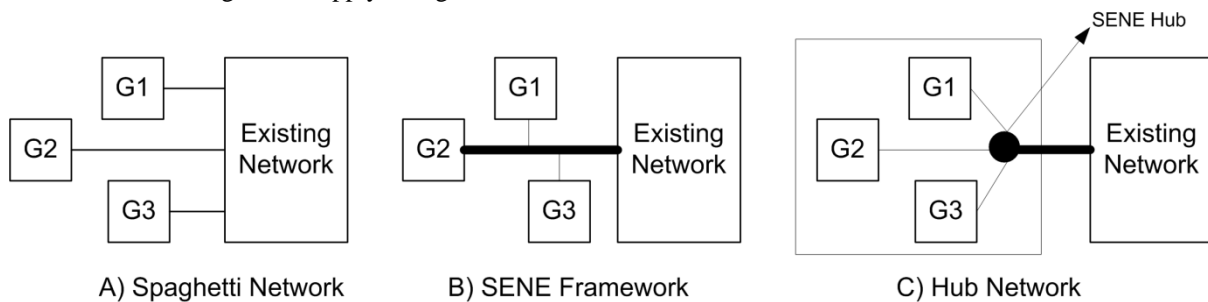 SENE Hub
G1
G2
G3
Existing
Network
A) Spaghetti Network
G1
G2
G3
Existing
Network
B) SENE Framework
G1
G2
G3
Existing
Network
C) Hub Network